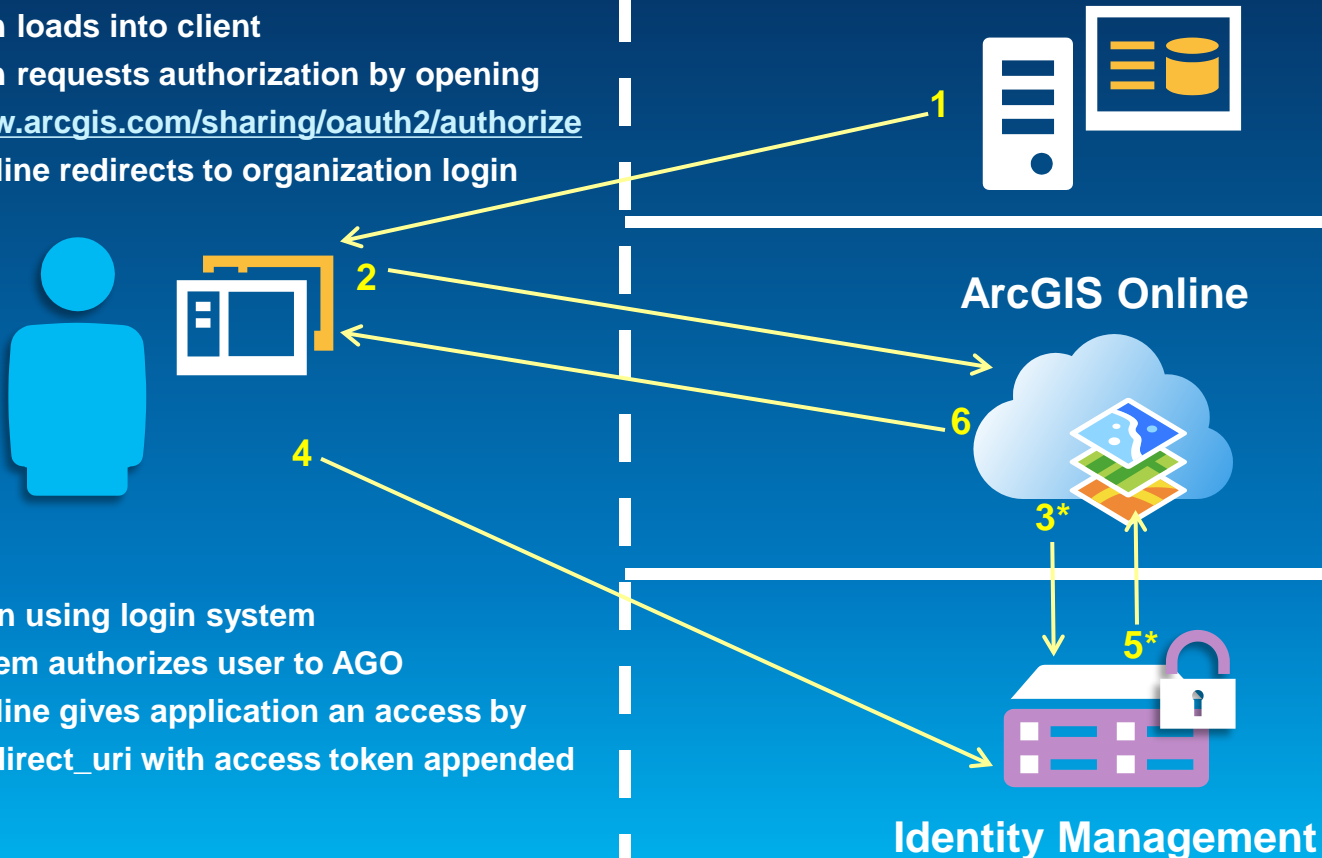 loads into client
requests authorization by opening
w.arcgis.com/sharing/oauth2/authorize
line redirects to organization login
1
2
ArcGIS Online
6
4
3*
n using login system
5*
em authorizes user to AGO
line gives application an access by
direct_uri with access token appended
Identity Management